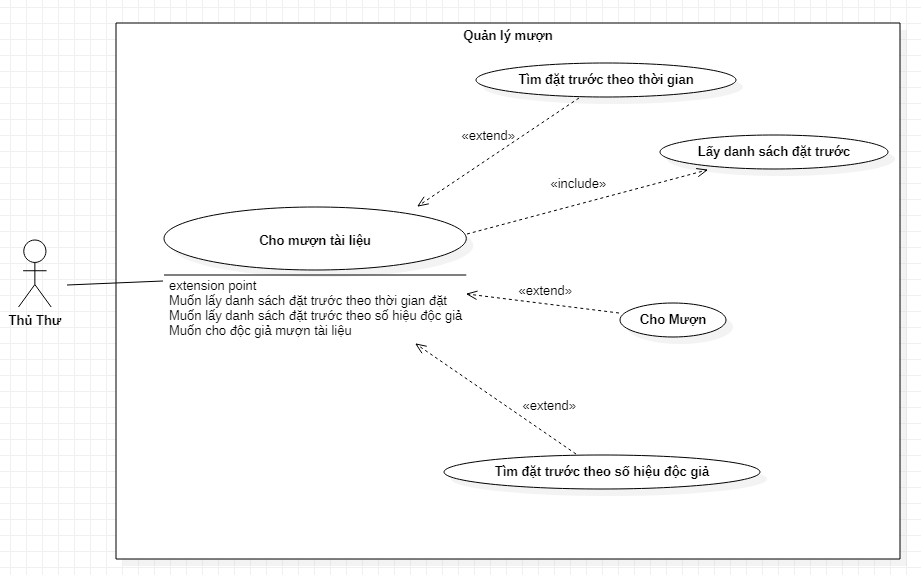 Quản lý mượn
Tìm đặt trước theo thời gian
«extend»
Lấy danh sách đặt trước
«include»
Cho mượn tài liệu
extension point
Muốn lấy danh sách đặt trước theo thời gian đặt
Muốn lấy danh sách đặt trước theo số hiệu độc giả
Muốn cho độc giả mượn tài liệu
«extend»
Cho Mượn
Thủ Thư
«extend»
Tìm đặt trước theo số hiệu độc giả